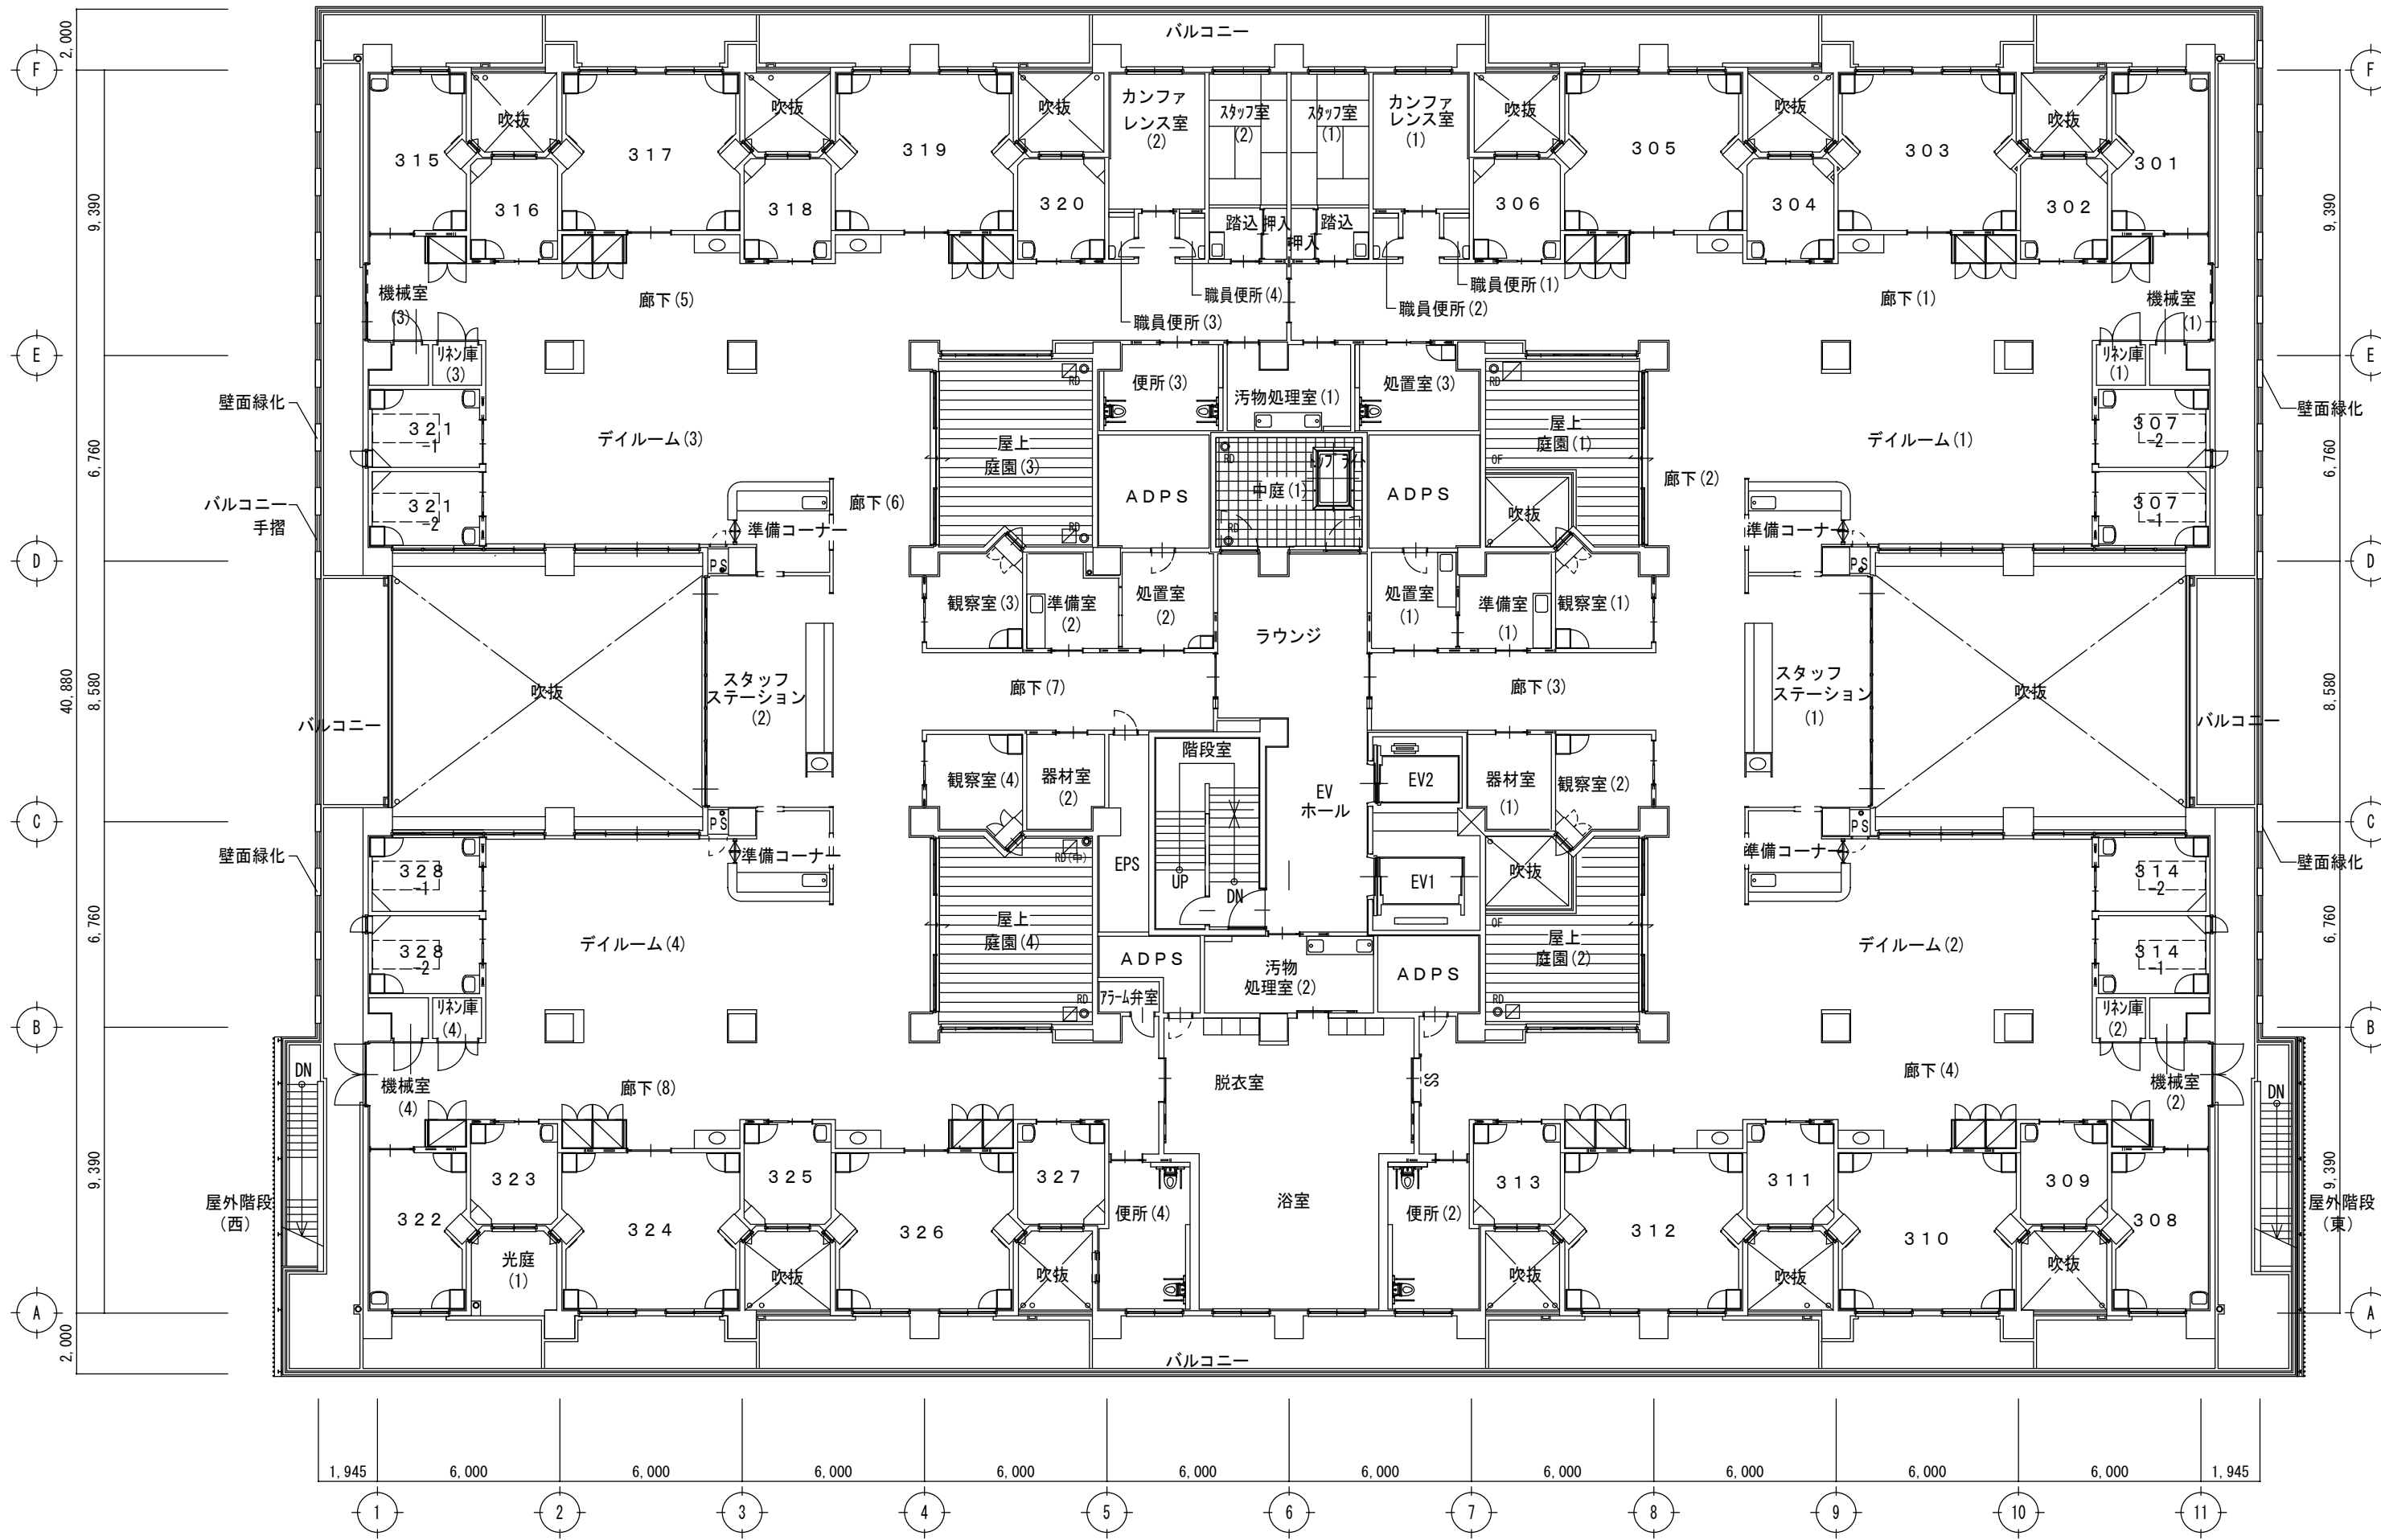 バルコニー
2,000
F
F
カンファ
レンス室
(2)
スタッフ室
(2)
スタッフ室
(1)
カンファ
レンス室
(1)
吹抜
吹抜
吹抜
吹抜
吹抜
315
317
319
305
303
301
316
318
320
306
304
302
9,390
9,390
踏込
押入
押入
踏込
機械室
(3)
廊下(5)
職員便所(4)
職員便所(3)
職員便所(1)
職員便所(2)
廊下(1)
機械室
(1)
E
E
リネン庫
(3)
便所(3)
汚物処理室(1)
処置室(3)
リネン庫
(1)
RD
RD
壁面緑化
壁面緑化
321
-1
デイルーム(3)
屋上
庭園(3)
屋上
庭園(1)
デイルーム(1)
307
-2
6,760
6,760
RD
トップライト
OF
ADPS
中庭(1)
ADPS
廊下(6)
廊下(2)
バルコニー
手摺
321
-2
307
-1
吹抜
RD
RD
準備コーナー
準備コーナー
D
D
PS
PS
観察室(3)
準備室
(2)
処置室
(2)
処置室
(1)
準備室
(1)
観察室(1)
ラウンジ
40,880
8,580
8,580
バルコニー
吹抜
スタッフ
ステーション
(2)
廊下(7)
廊下(3)
スタッフ
ステーション
(1)
吹抜
バルコニー
階段室
観察室(4)
器材室
(2)
EV
ホール
EV2
器材室
(1)
観察室(2)
C
C
PS
PS
準備コーナー
準備コーナー
壁面緑化
壁面緑化
RD(中)
328
-1
EPS
UP
DN
EV1
吹抜
314
-2
屋上
庭園(4)
屋上
庭園(2)
OF
6,760
6,760
デイルーム(4)
デイルーム(2)
328
-2
314
-1
ADPS
汚物
処理室(2)
ADPS
アラーム弁室
RD
RD
リネン庫
(4)
リネン庫
(2)
B
B
DN
機械室
(4)
廊下(8)
脱衣室
SS
廊下(4)
機械室
(2)
DN
323
325
327
313
311
309
9,390
9,390
屋外階段
(西)
322
324
326
便所(4)
浴室
便所(2)
312
310
308
屋外階段
(東)
光庭
(1)
吹抜
吹抜
吹抜
吹抜
吹抜
A
A
2,000
バルコニー
1,945
6,000
6,000
6,000
6,000
6,000
6,000
6,000
6,000
6,000
6,000
1,945
1
2
3
4
5
6
7
8
9
10
11